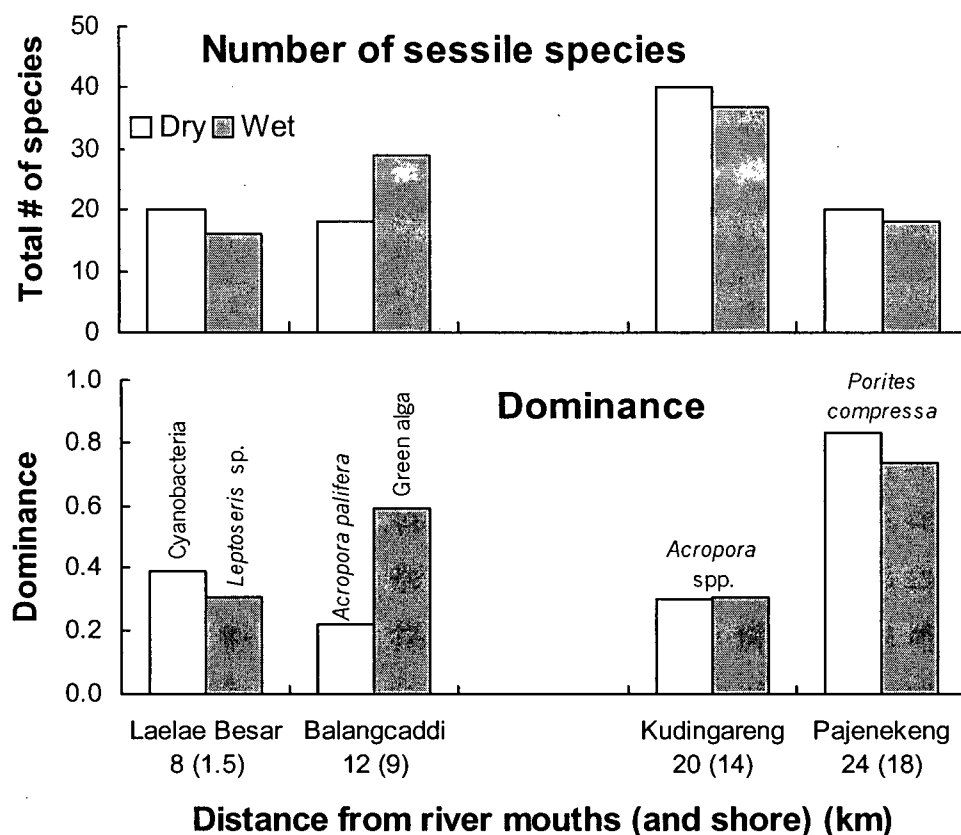 Number of sessile species
Total # of species
50
40
30
20
10
0
Dry Wet
Dominance
Dominance
1.0
0.8
0.6
0.4
0.2
0.0
Cyanobacteria
Leptoseris sp.
Acropora palifera
Green alga
Acropora
spp.
Porites
compressa
Laelae Besar
8 (1.5)
Balangcaddi
12 (9)
Kudingareng
20 (14)
Pajenekeng
24 (18)
Distance from river mouths (and shore) (km)